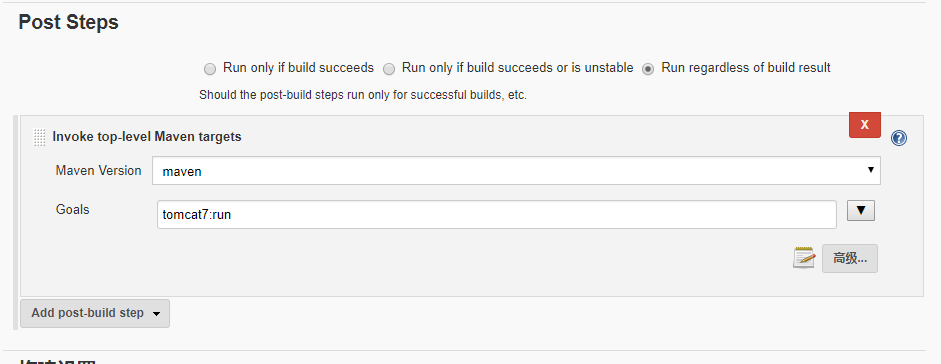 Post Steps
Run only if build succeeds Run only if build succeeds or is unstable Run regardless of build result
Should the post-build steps run only for successful builds, etc.
Invoke top-level Maven targets
X
Maven Version maven
Goals tomcat7:run
高级...
Add post-build step